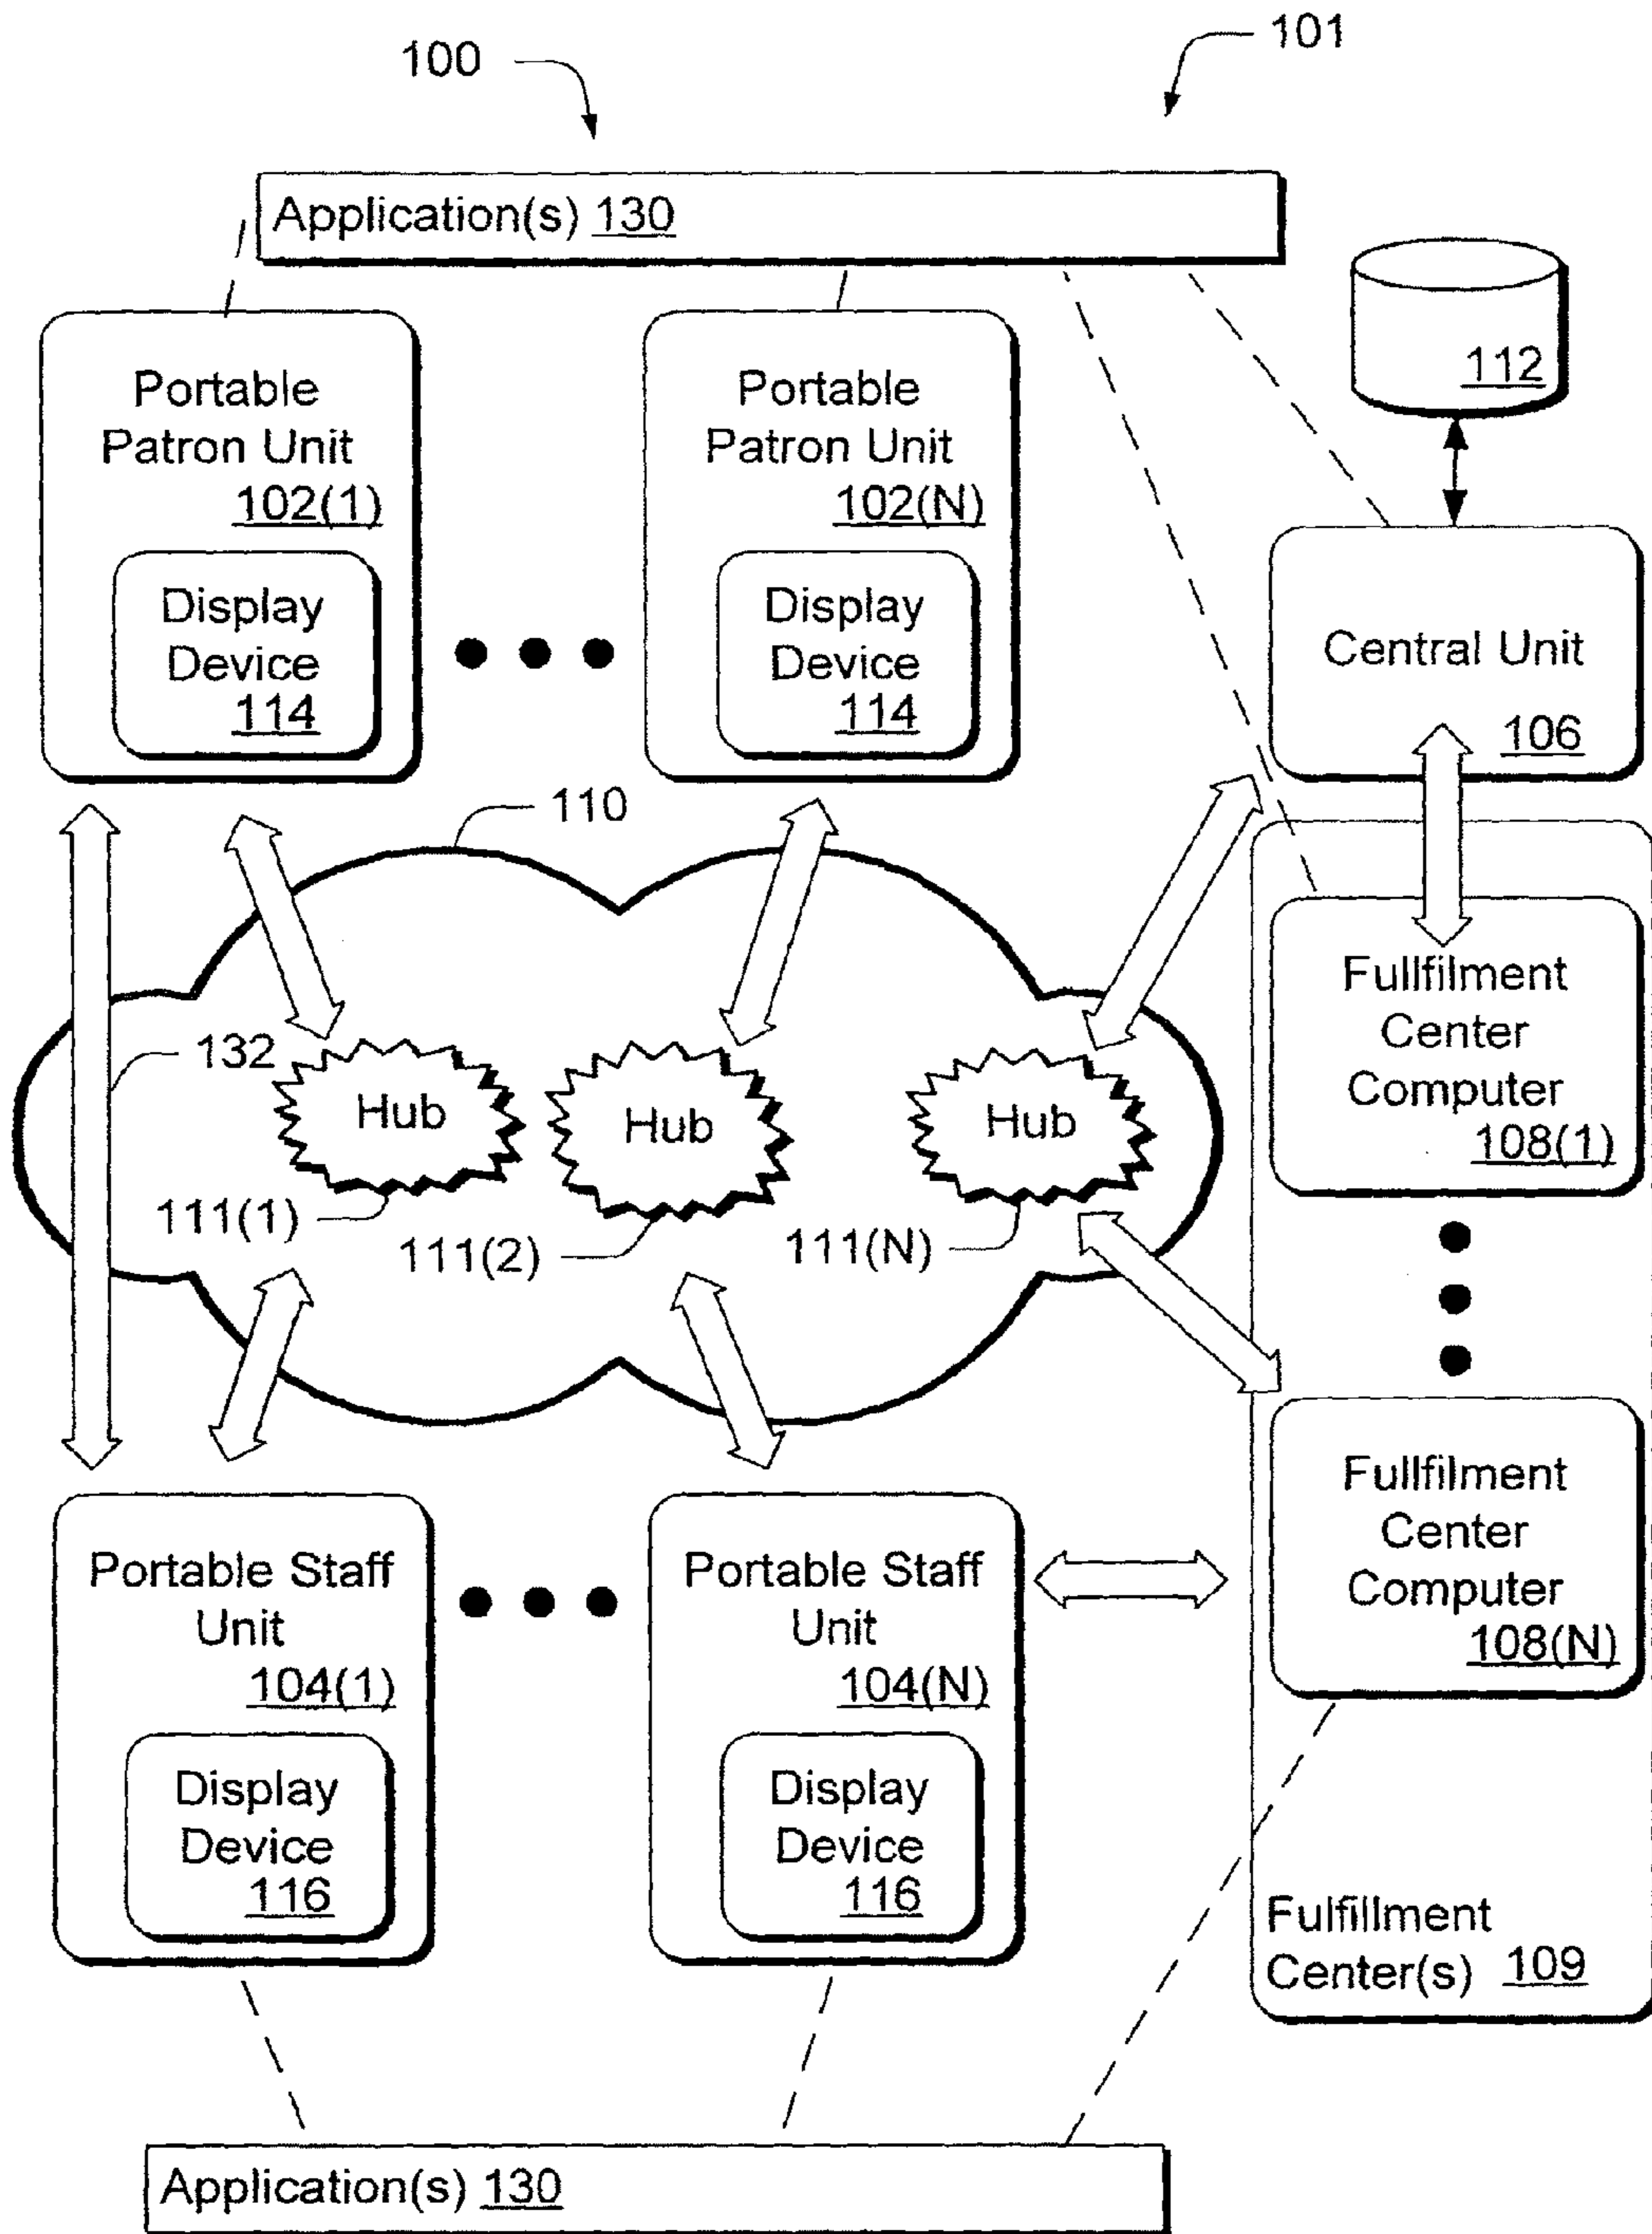 100
101
Application(s) 130
112
Portable
Patron Unit
102(1)
Display
Device
114
Portable
Patron Unit
102(N)
Display
Device
114
Central Unit
106
110
Fullfilment
Center
Computer
108(1)
132
Hub
Hub
Hub
111(1)
111(2)
111(N)
Fullfilment
Center
Computer
108(N)
Portable Staff
Unit
104(1)
Display
Device
116
Portable Staff
Unit
104(N)
Display
Device
116
Fulfillment
Center(s) 109
Application(s) 130